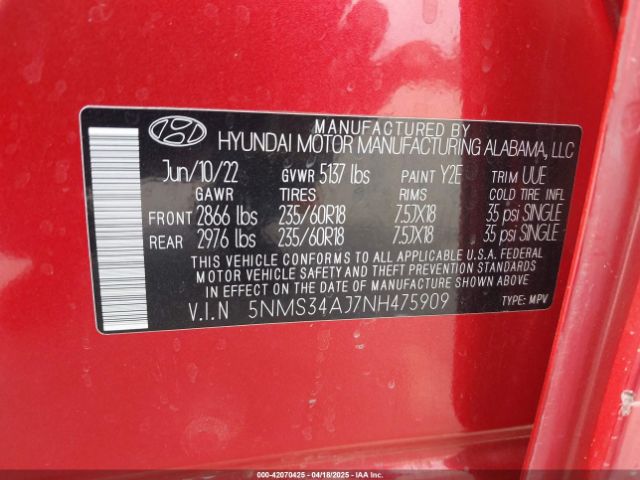 MANUFACTURED BY
HYUNDAI MOTOR MANUFACTURING ALABAMA, LLC
Jun/10/22 GVWR 5137 lbs PAINT Y2E TRIM UUE
GAWR TIRES RIMS COLD TIRE INFL
FRONT 2866 lbs 235/60R18 7.5JX18 35 psi SINGLE
REAR 2976 lbs 235/60R18 7.5JX18 35 psi SINGLE
THIS VEHICLE CONFORMS TO ALL APPLICABLE U.S.A. FEDERAL
MOTOR VEHICLE SAFETY AND THEFT PREVENTION STANDARDS
IN EFFECT ON THE DATE OF MANUFACTURE SHOWN ABOVE.
V.I.N 5NMS34AJ7NH475909 TYPE: MPV
000-42070425 - 04/18/2025 - IAA Inc.